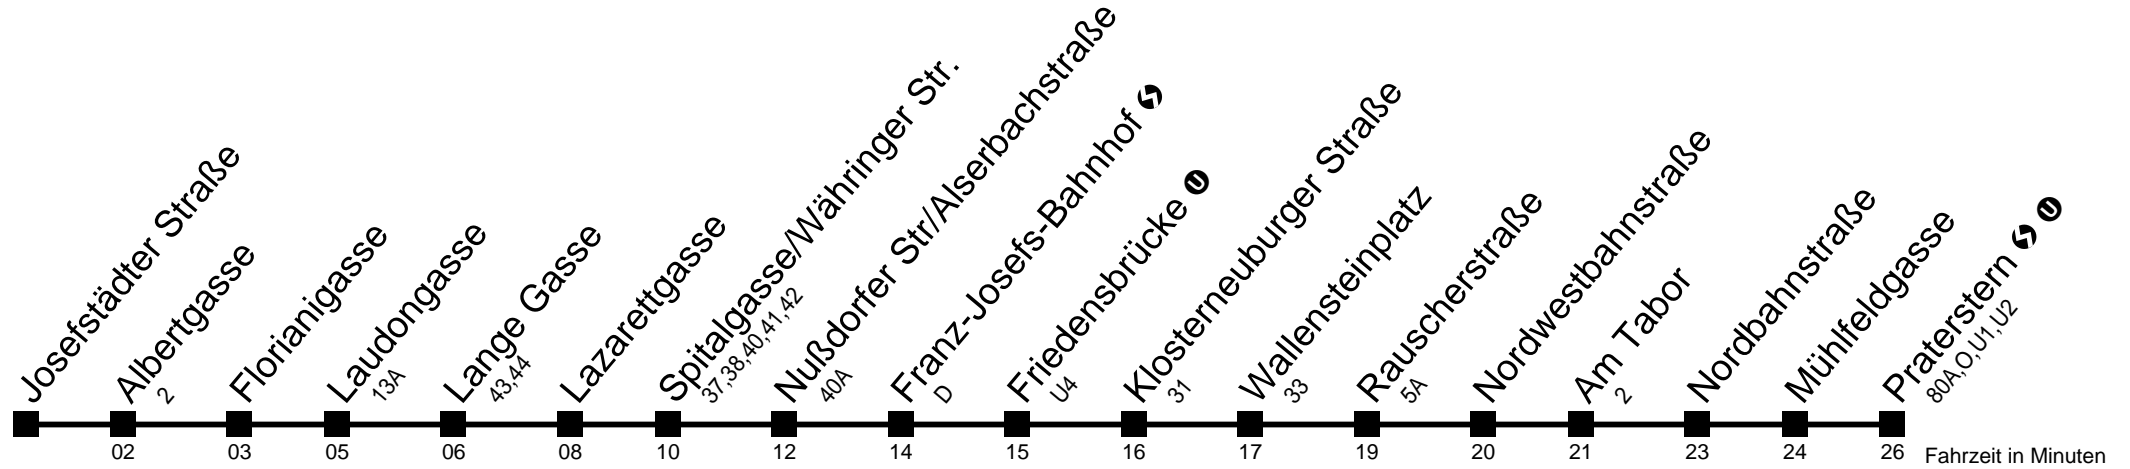 Josefstädter Straße
Albertgasse
2
Florianigasse
Laudongasse
13A
Lange Gasse
43,44
Lazarettgasse
Spitalgasse/Währinger Str.
37,38,40,41,42
Nußdorfer Str/Alserbachstraße
40A
Franz-Josefs-Bahnhof
D
Friedensbrücke U
U4
Klosterneuburger Straße
31
Wallensteinplatz
33
Rauscherstraße
5A
Nordwestbahnstraße
Am Tabor
2
Nordbahnstraße
Mühlfeldgasse
Praterstern U
80A,O,U1,U2
02 03 05 06 08 10 12 14 15 16 17 19 20 21 23 24 26 Fahrzeit in Minuten